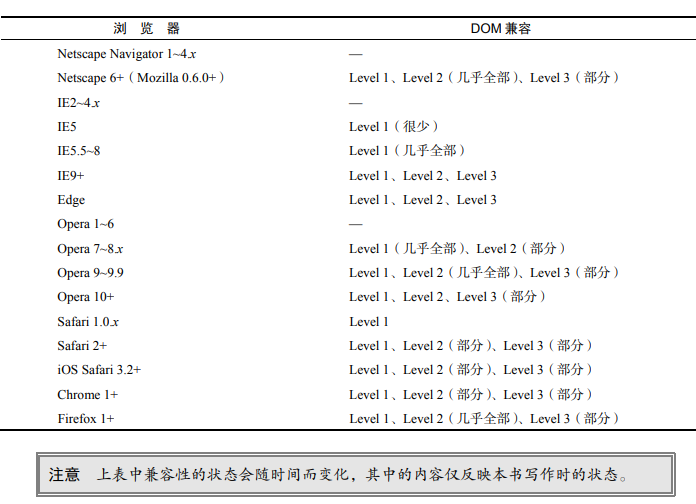 浏 览 器 DOM 兼容
Netscape Navigator 1~4.x —
Netscape 6+（Mozilla 0.6.0+） Level 1、Level 2（几乎全部）、Level 3（部分）
IE2~4.x —
IE5 Level 1（很少）
IE5.5~8 Level 1（几乎全部）
IE9+ Level 1、Level 2、Level 3
Edge Level 1、Level 2、Level 3
Opera 1~6 —
Opera 7~8.x Level 1（几乎全部）、Level 2（部分）
Opera 9~9.9 Level 1、Level 2（几乎全部）、Level 3（部分）
Opera 10+ Level 1、Level 2、Level 3（部分）
Safari 1.0.x Level 1
Safari 2+ Level 1、Level 2（部分）、Level 3（部分）
iOS Safari 3.2+ Level 1、Level 2（部分）、Level 3（部分）
Chrome 1+ Level 1、Level 2（部分）、Level 3（部分）
Firefox 1+ Level 1、Level 2（几乎全部）、Level 3（部分）
注意 上表中兼容性的状态会随时间而变化，其中的内容仅反映本书写作时的状态。